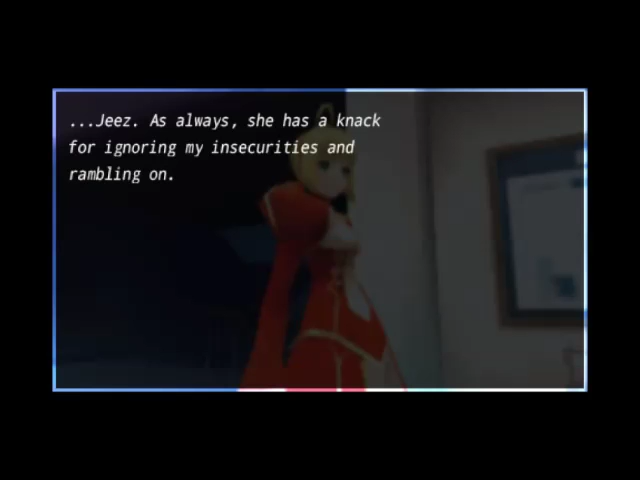 ...Jeez. As always, she has a knack
for ignoring my insecurities and
rambling on.